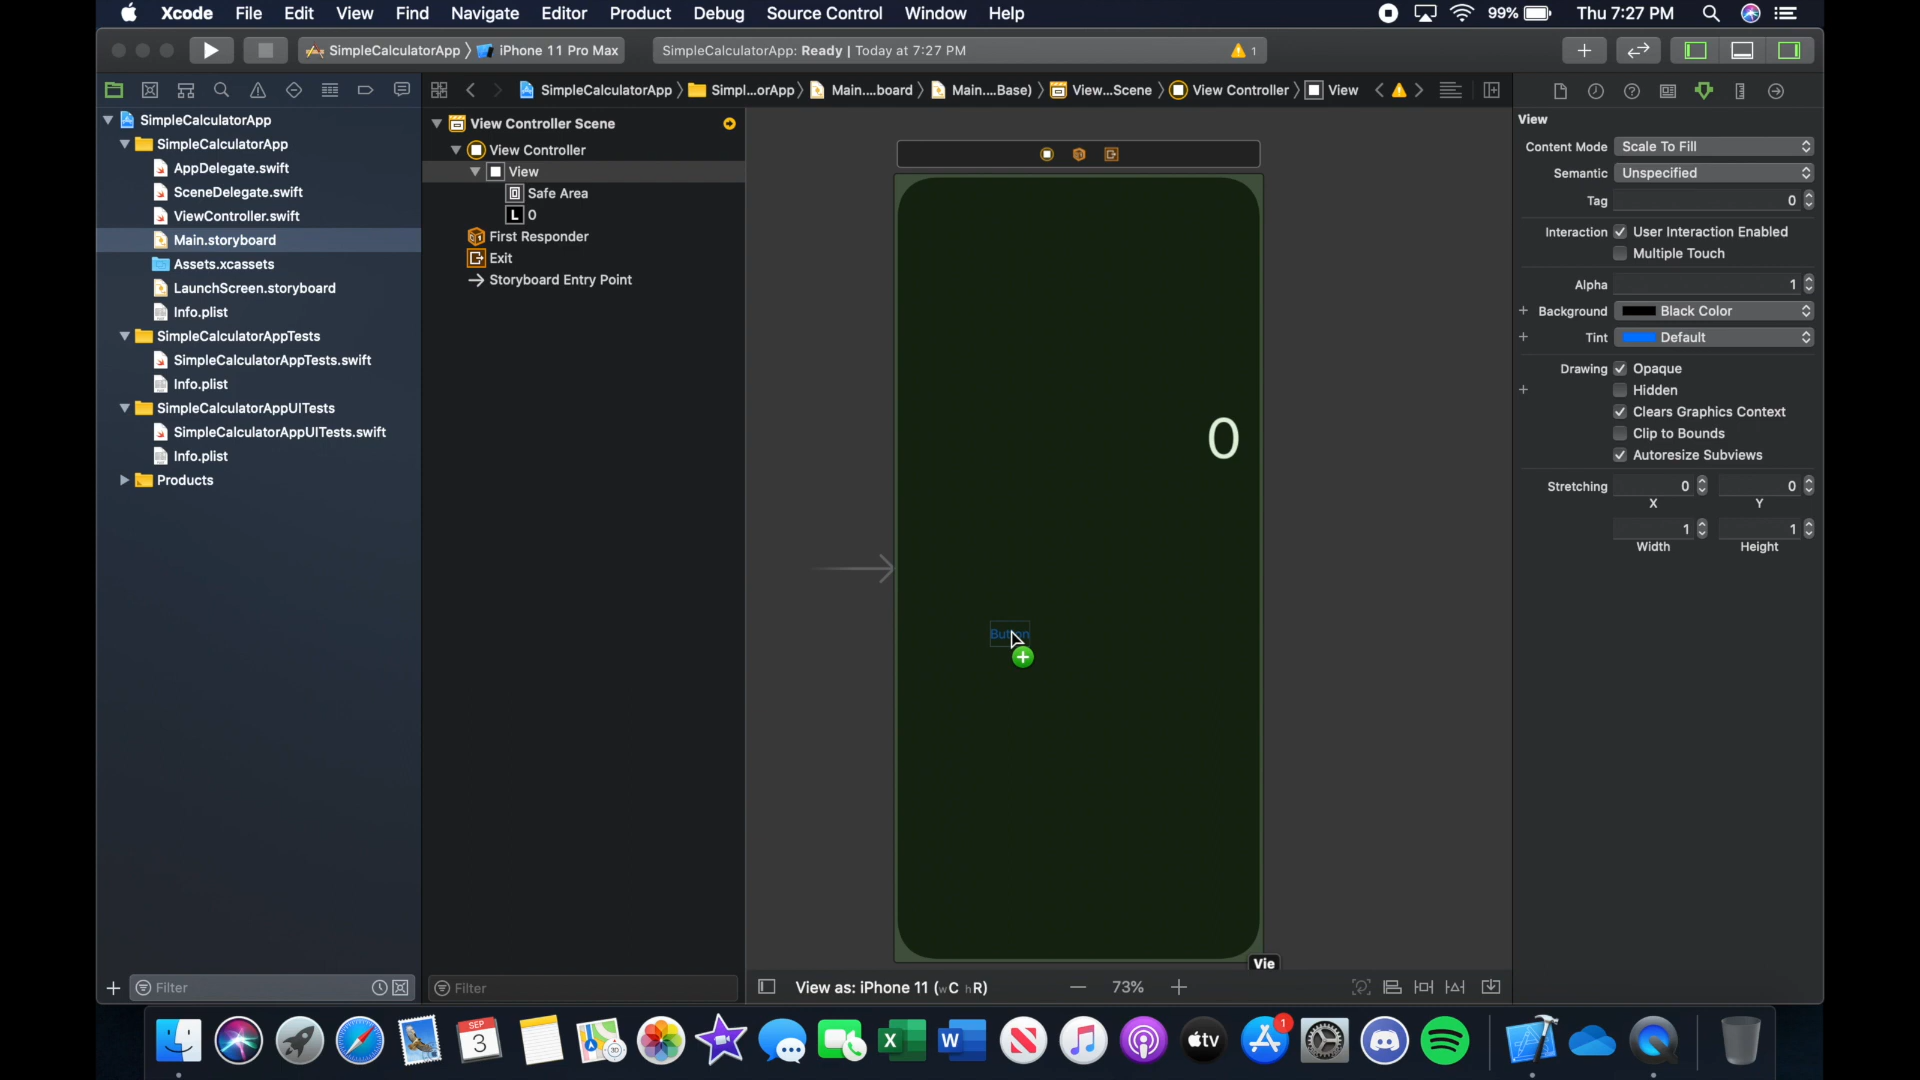 Xcode File Edit View Find Navigate Editor Product Debug Source Control Window Help 99% Thu 7:27 PM
SimpleCalculatorApp iPhone 11 Pro Max SimpleCalculatorApp: Ready | Today at 7:27 PM 1
SimpleCalculatorApp Simpl...orApp Main....board Main....Base) View...Scene View Controller View
SimpleCalculatorApp
SimpleCalculatorApp
AppDelegate.swift
SceneDelegate.swift
ViewController.swift
Main.storyboard
Assets.xcassets
LaunchScreen.storyboard
Info.plist
SimpleCalculatorAppTests
SimpleCalculatorAppTests.swift
Info.plist
SimpleCalculatorAppUITests
SimpleCalculatorAppUITests.swift
Info.plist
Products
Filter
View Controller Scene
View Controller
View
Safe Area
L 0
First Responder
Exit
Storyboard Entry Point
Filter
0
Button
Vie
View as: iPhone 11 (wC hR) 73%
View
Content Mode Scale To Fill
Semantic Unspecified
Tag 0
Interaction User Interaction Enabled
Multiple Touch
Alpha 1
Background Black Color
Tint Default
Drawing Opaque
Hidden
Clears Graphics Context
Clip to Bounds
Autoresize Subviews
Stretching 0 0
X Y
1 1
Width Height
SEP
3
tv
1